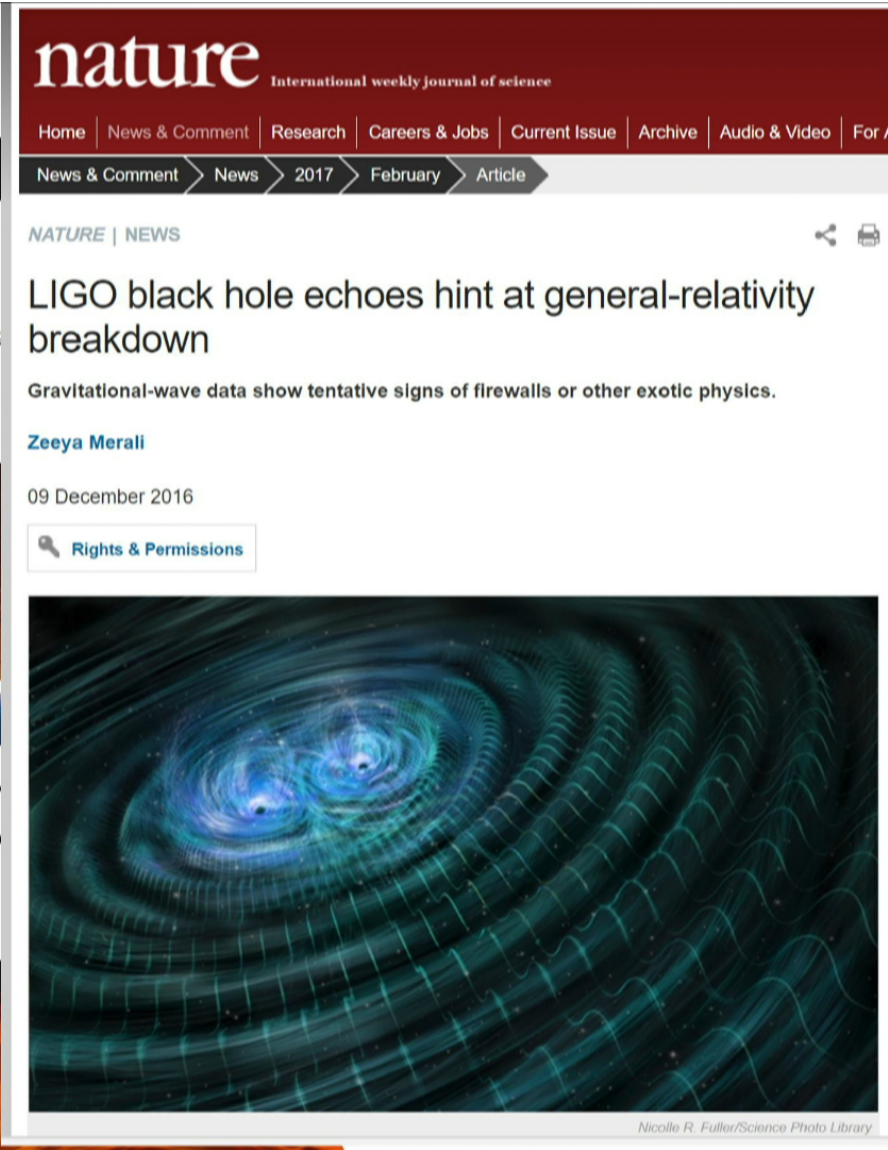 nature International weekly journal of science
Home News & Comment Research Careers & Jobs Current Issue Archive Audio & Video For
News & Comment News 2017 February Article
NATURE | NEWS
LIGO black hole echoes hint at general-relativity
breakdown
Gravitational-wave data show tentative signs of firewalls or other exotic physics.
Zeeya Merali
09 December 2016
Rights & Permissions
Nicolle R. Fuller/Science Photo Library